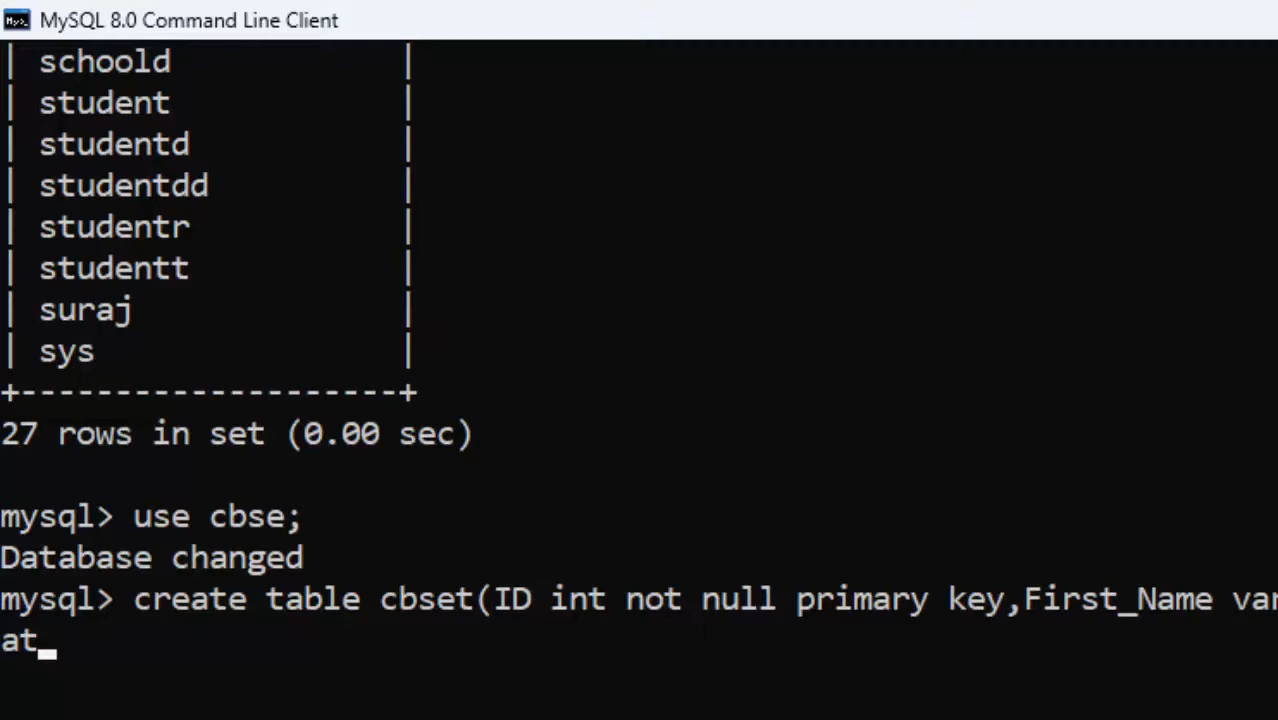 MySQL 8.0 Command Line Client
| schoold |
| student |
| studentd |
| studentdd |
| studentr |
| studentt |
| suraj |
| sys |
+--------------------+
27 rows in set (0.00 sec)
mysql> use cbse;
Database changed
mysql> create table cbset(ID int not null primary key,First_Name var
at